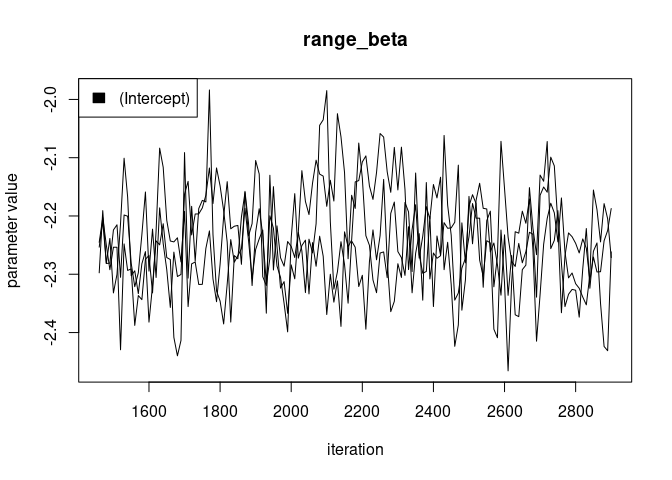 range_beta
(Intercept)
parameter value
-2.0
-2.1
-2.2
-2.3
-2.4
1600 1800 2000 2200 2400 2600 2800
iteration